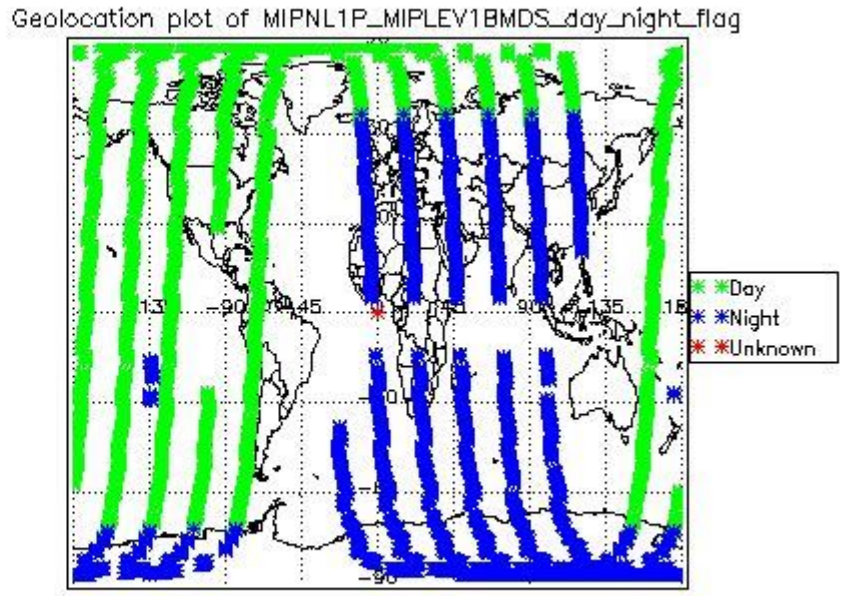 Geolocation plot of MIPNL1P_MIPLEV1BMDS_day_night_flag
-90
-45
90
135
-90
Day
Night
Unknown